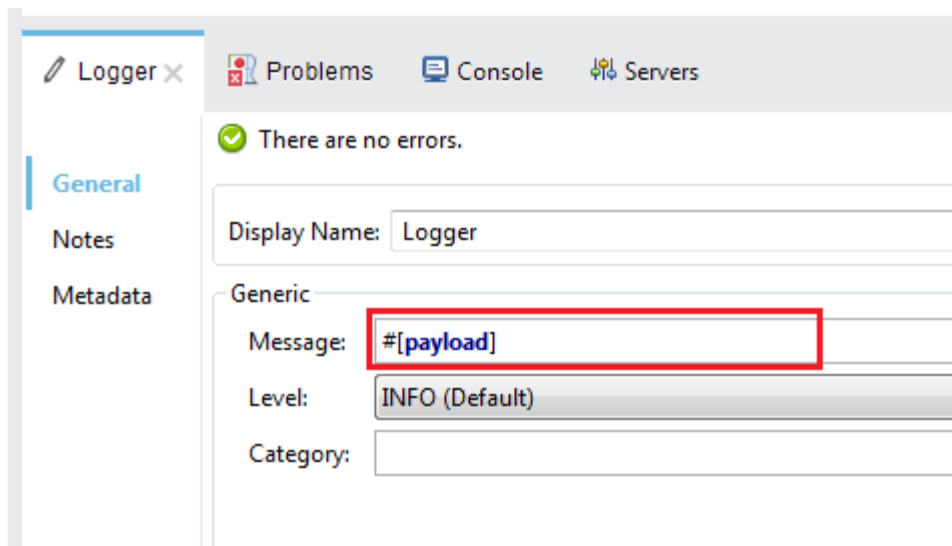 Logger Problems Console Servers
There are no errors.
General
Notes
Metadata
Display Name: Logger
Generic
Message: #[payload]
Level: INFO (Default)
Category: